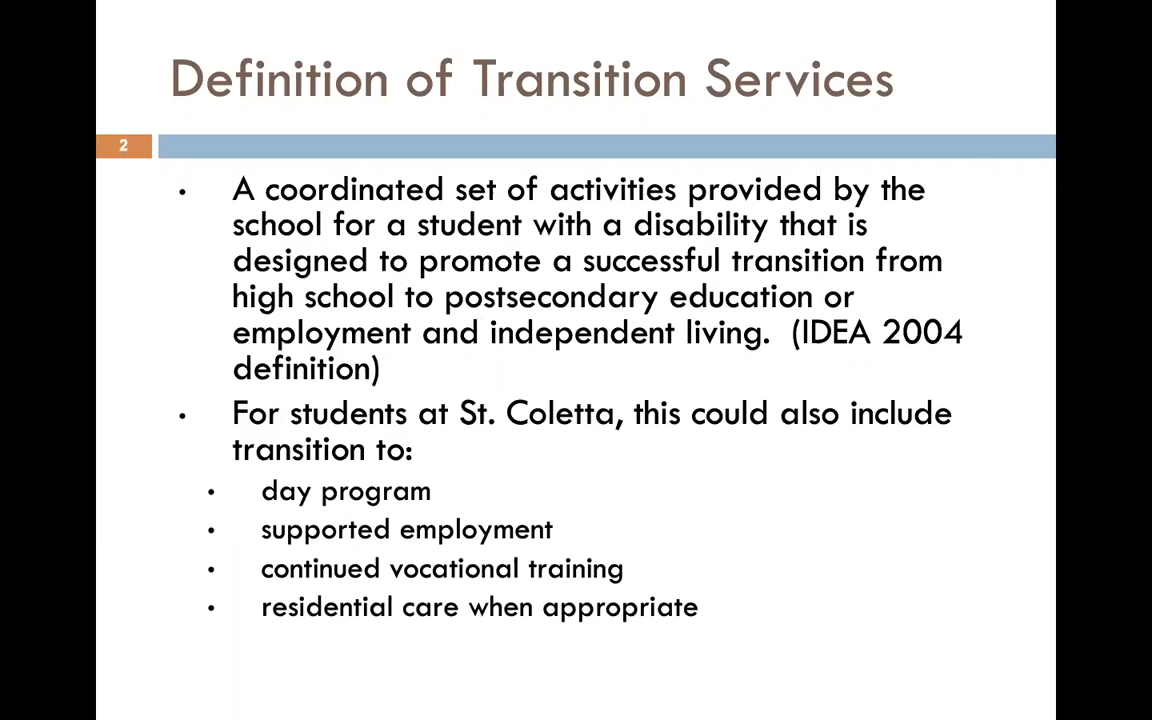 Definition of Transition Services
2
• A coordinated set of activities provided by the
school for a student with a disability that is
designed to promote a successful transition from
high school to postsecondary education or
employment and independent living.  (IDEA 2004
definition)
• For students at St. Coletta, this could also include
transition to:
• day program
• supported employment
• continued vocational training
• residential care when appropriate